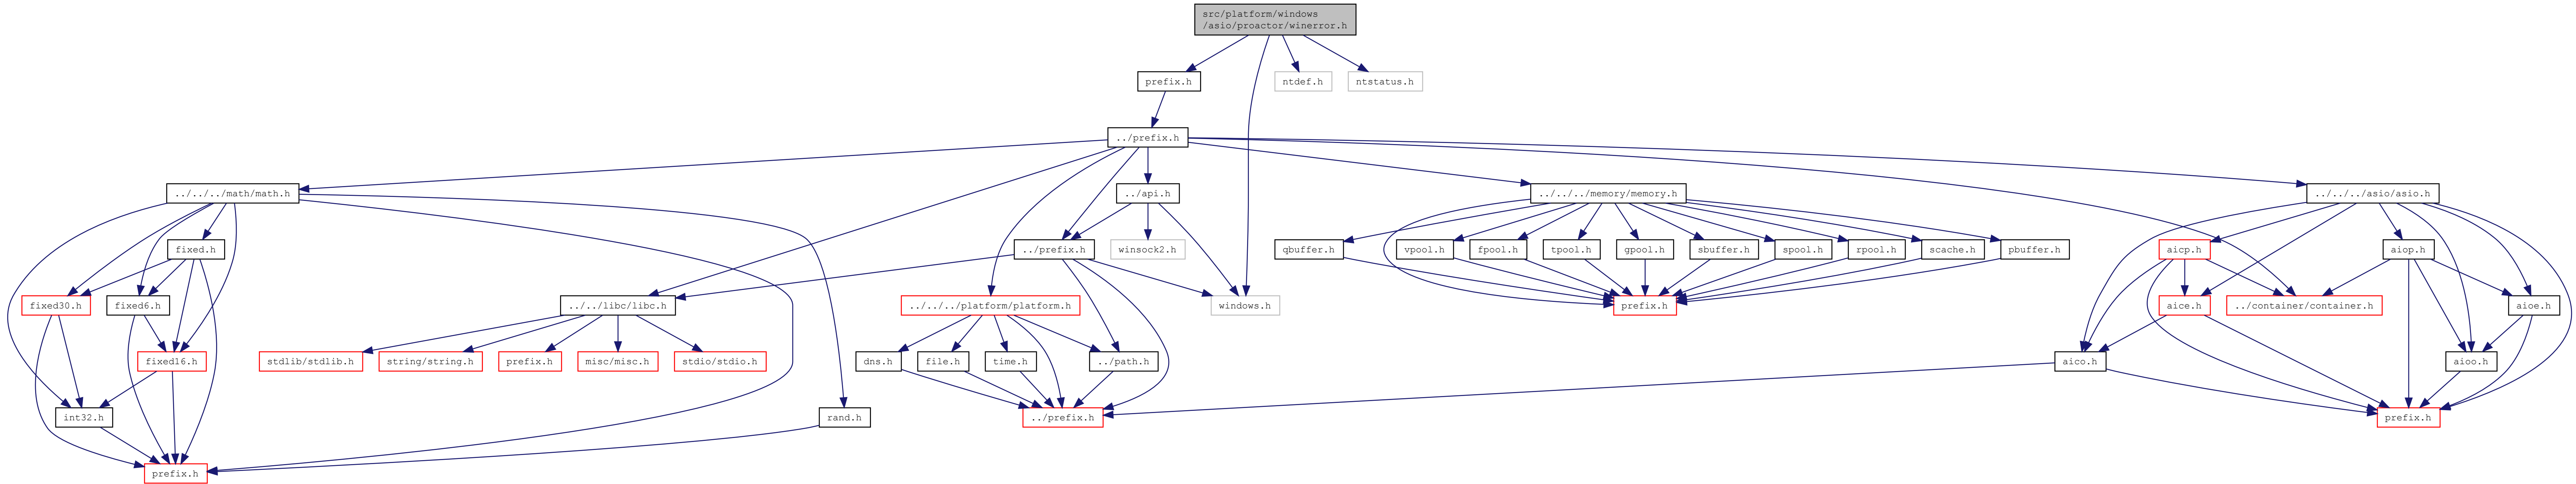 src/platform/windows
/asio/proactor/winerror.h
prefix.h
ntdef.h
ntstatus.h
../prefix.h
../../../math/math.h
../api.h
../../../memory/memory.h
../../../asio/asio.h
fixed.h
../prefix.h
winsock2.h
qbuffer.h
vpool.h
fpool.h
tpool.h
gpool.h
sbuffer.h
spool.h
rpool.h
scache.h
pbuffer.h
aicp.h
aiop.h
fixed30.h
fixed6.h
../../libc/libc.h
../../../platform/platform.h
windows.h
prefix.h
aice.h
../container/container.h
aioe.h
fixed16.h
stdlib/stdlib.h
string/string.h
prefix.h
misc/misc.h
stdio/stdio.h
dns.h
file.h
time.h
../path.h
aico.h
aioo.h
int32.h
rand.h
../prefix.h
prefix.h
prefix.h